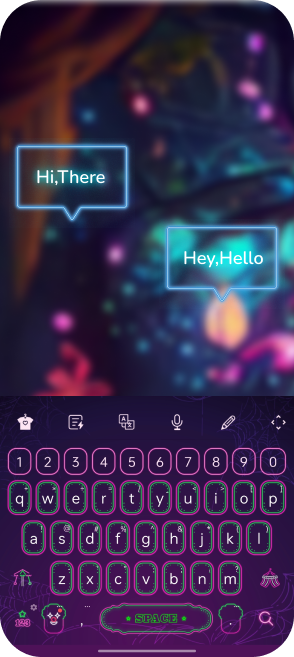 Hi,There
Hey,Hello
1 2 3 4 5 6 7 8 9 0
q w e r t y u i o p
a s d f g h j k l
z x c v b n m
123 , SPACE .